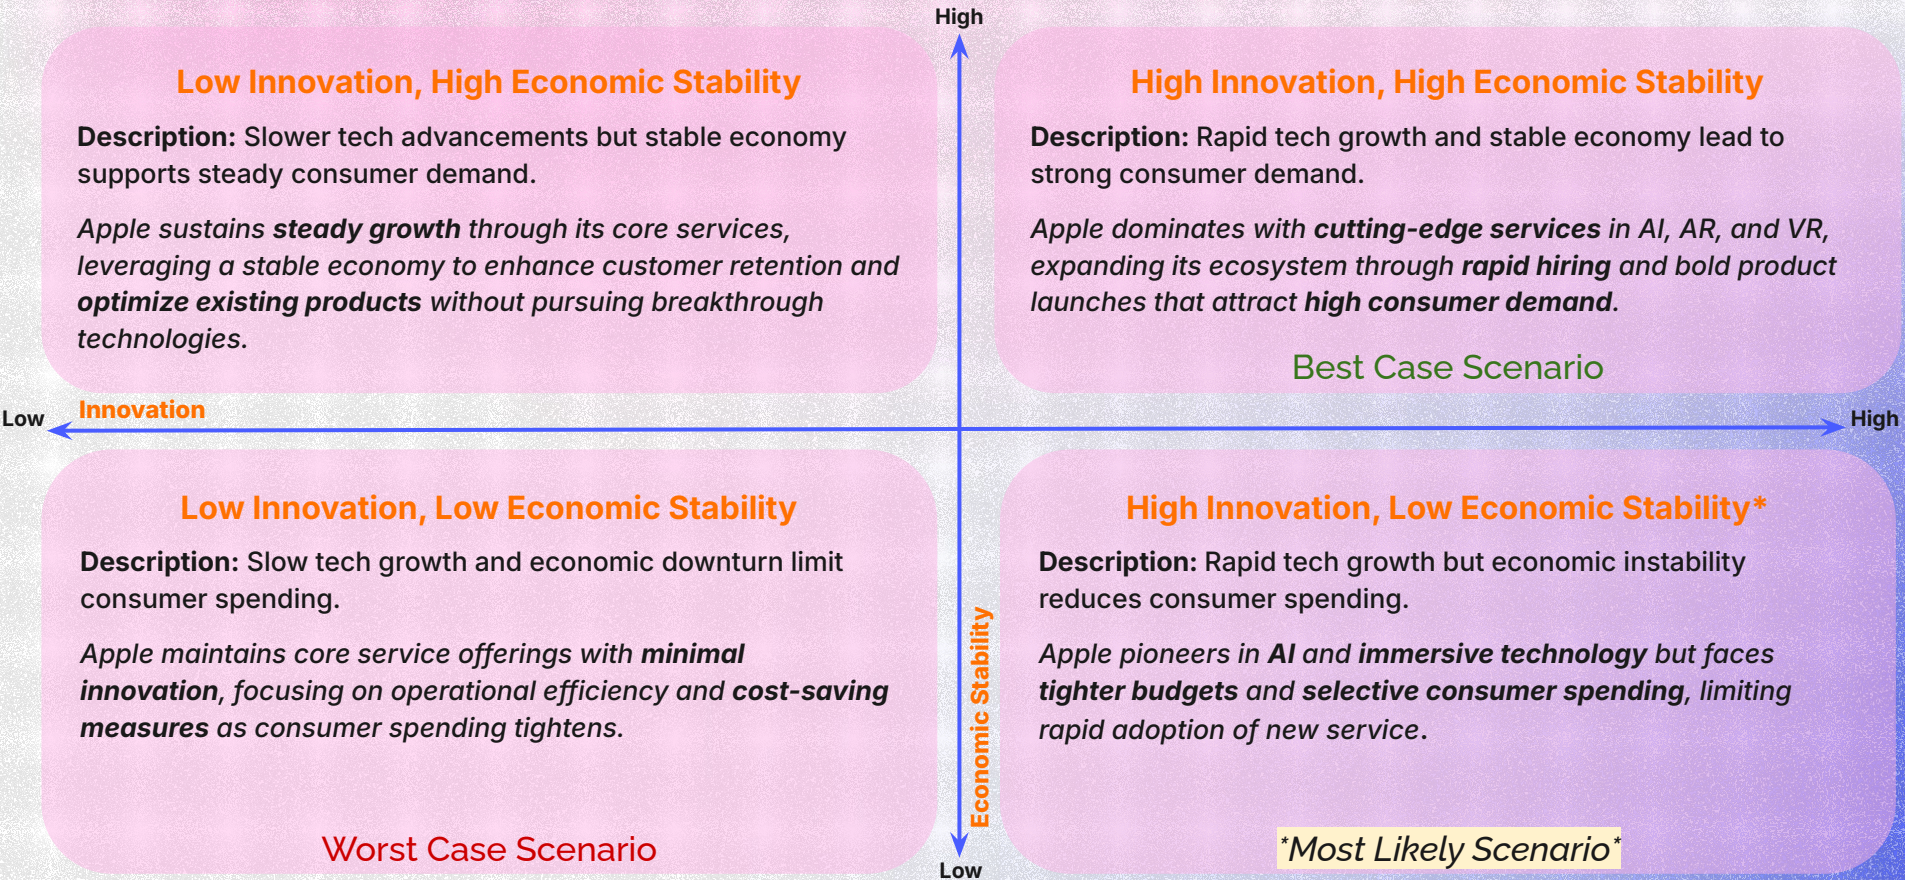 High
Low Innovation, High Economic Stability
Description: Slower tech advancements but stable economy
supports steady consumer demand.
Apple sustains steady growth through its core services,
leveraging a stable economy to enhance customer retention and
optimize existing products without pursuing breakthrough
technologies.
High Innovation, High Economic Stability
Description: Rapid tech growth and stable economy lead to
strong consumer demand.
Apple dominates with cutting-edge services in AI, AR, and VR,
expanding its ecosystem through rapid hiring and bold product
launches that attract high consumer demand.
Best Case Scenario
Low
Innovation
High
Low Innovation, Low Economic Stability
Description: Slow tech growth and economic downturn limit
consumer spending.
Apple maintains core service offerings with minimal
innovation, focusing on operational efficiency and cost-saving
measures as consumer spending tightens.
Worst Case Scenario
Economic Stability
Low
High Innovation, Low Economic Stability*
Description: Rapid tech growth but economic instability
reduces consumer spending.
Apple pioneers in AI and immersive technology but faces
tighter budgets and selective consumer spending, limiting
rapid adoption of new service.
*Most Likely Scenario*